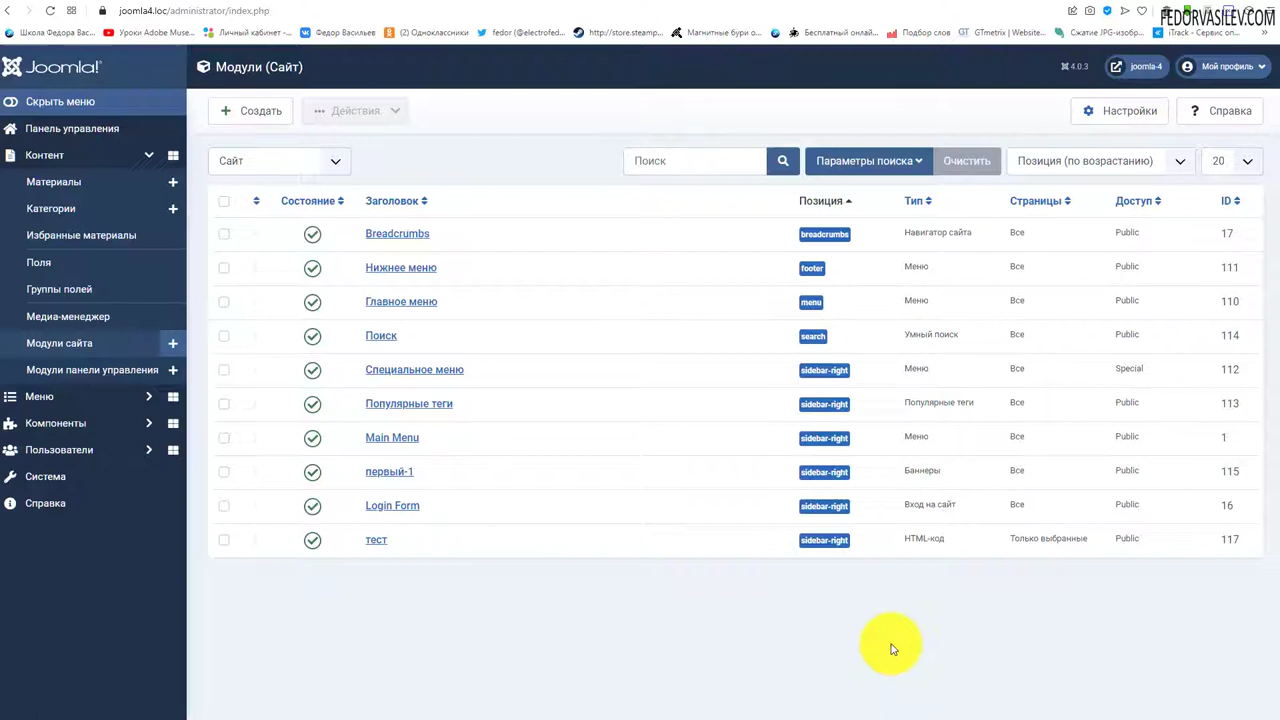 joomla4.loc/administrator/index.php
FEDORVASILEV.COM
Школа Федора Вас...
Уроки Adobe Muse...
Личный кабинет -...
Федор Васильев
(2) Одноклассники
fedor (@electrofed...
http://store.steamp...
Магнитные бури о...
Бесплатный онлай...
Подбор слов
GTmetrix | Website...
Сжатие JPG-изобр...
iTrack - Сервис оп...
Joomla!
Модули (Сайт)
4.0.3
joomla-4
Мой профиль
Скрыть меню
Панель управления
Контент
Материалы
Категории
Избранные материалы
Поля
Группы полей
Медиа-менеджер
Модули сайта
Модули панели управления
Меню
Компоненты
Пользователи
Система
Справка
Создать
Действия
Настройки
Справка
Сайт
Поиск
Параметры поиска
Очистить
Позиция (по возрастанию)
20
Состояние Заголовок Позиция Тип Страницы Доступ ID
Breadcrumbs breadcrumbs Навигатор сайта Все Public 17
Нижнее меню footer Меню Все Public 111
Главное меню menu Меню Все Public 110
Поиск search Умный поиск Все Public 114
Специальное меню sidebar-right Меню Все Special 112
Популярные теги sidebar-right Популярные теги Все Public 113
Main Menu sidebar-right Меню Все Public 1
первый-1 sidebar-right Баннеры Все Public 115
Login Form sidebar-right Вход на сайт Все Public 16
тест sidebar-right HTML-код Только выбранные Public 117